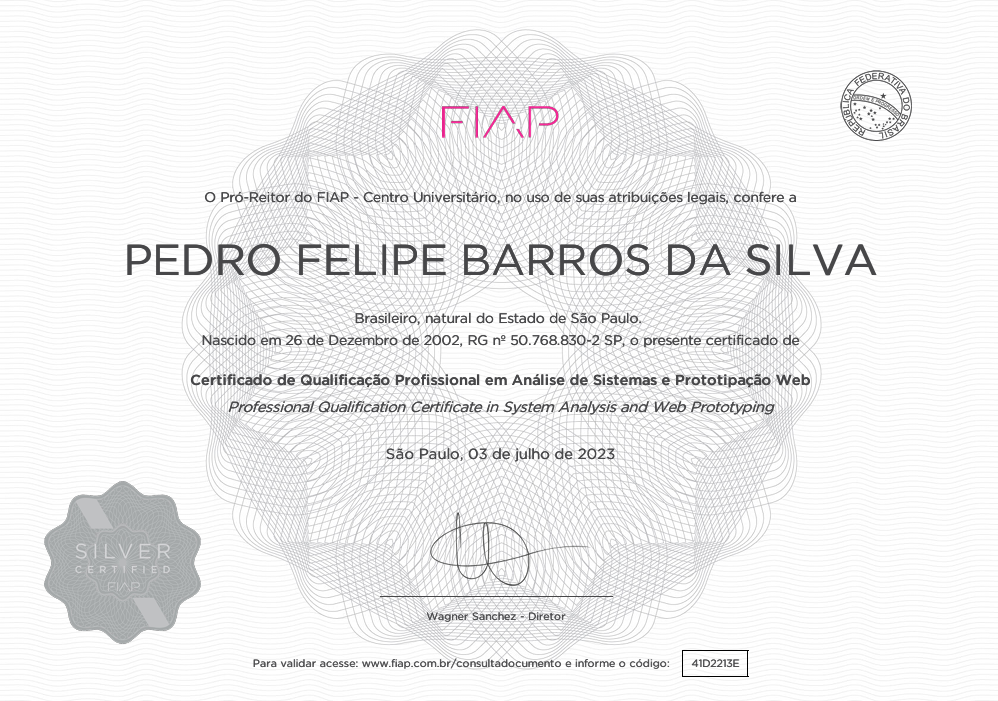 FIAP
REPÚBLICA FEDERATIVA DO BRASIL
ORDEM E PROGRESSO
O Pró-Reitor do FIAP - Centro Universitário, no uso de suas atribuições legais, confere a
PEDRO FELIPE BARROS DA SILVA
Brasileiro, natural do Estado de São Paulo.
Nascido em 26 de Dezembro de 2002, RG nº 50.768.830-2 SP, o presente certificado de
Certificado de Qualificação Profissional em Análise de Sistemas e Prototipação Web
Professional Qualification Certificate in System Analysis and Web Prototyping
São Paulo, 03 de julho de 2023
SILVER
CERTIFIED
FIAP
Wagner Sanchez - Diretor
Para validar acesse: www.fiap.com.br/consultadocumento e informe o código: 41D2213E